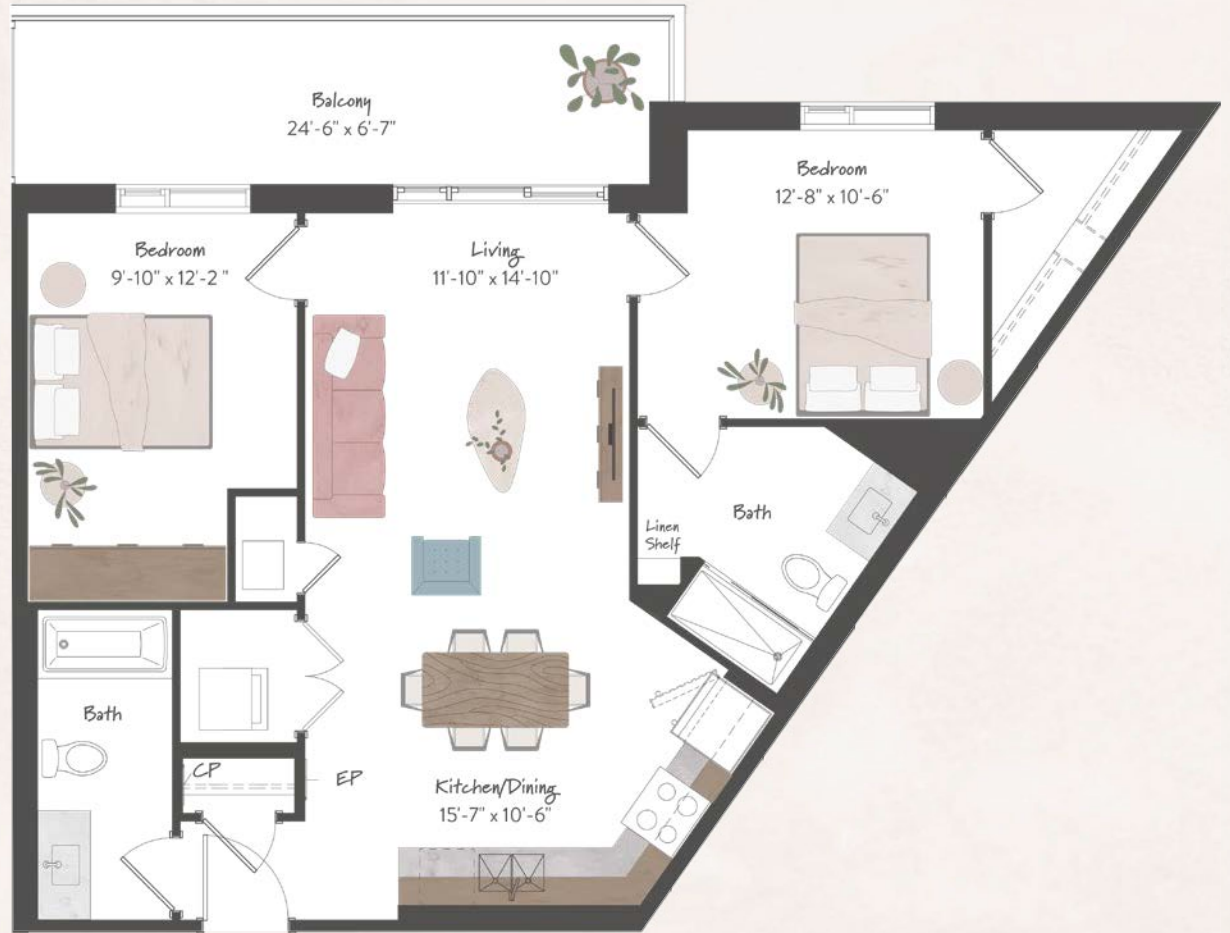 Balcony
24'-6" x 6'-7"
Bedroom
12'-8" x 10'-6"
Bedroom
9'-10" x 12'-2"
Living
11'-10" x 14'-10"
Linen
Shelf
Bath
Bath
CP
EP
Kitchen/Dining
15'-7" x 10'-6"